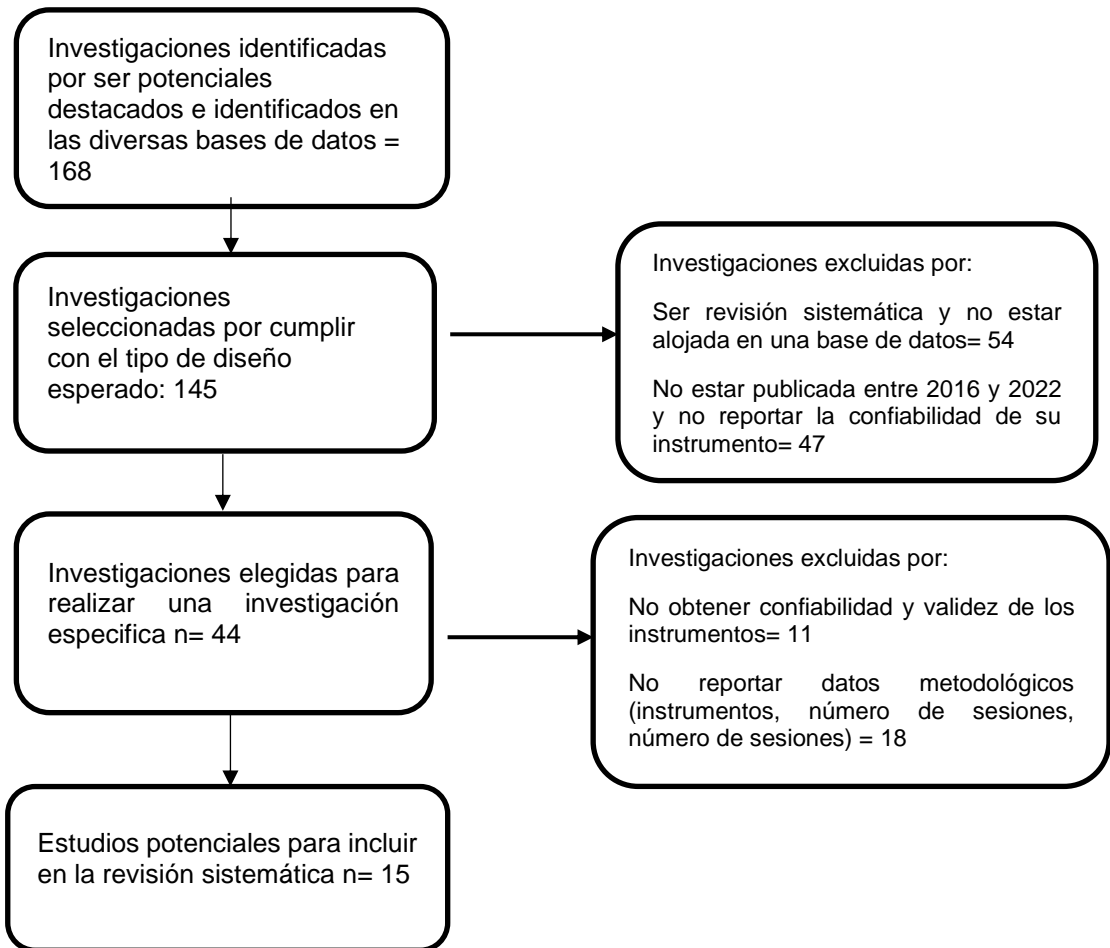 Investigaciones identificadas
por ser potenciales
destacados e identificados en
las diversas bases de datos =
168
Investigaciones
seleccionadas por cumplir
con el tipo de diseño
esperado: 145
Investigaciones excluidas por:
Ser revisión sistemática y no estar
alojada en una base de datos= 54
No estar publicada entre 2016 y 2022
y no reportar la confiabilidad de su
instrumento= 47
Investigaciones elegidas para
realizar una investigación
especifica n= 44
Investigaciones excluidas por:
No obtener confiabilidad y validez de los
instrumentos= 11
No reportar datos metodológicos
(instrumentos, número de sesiones,
número de sesiones) = 18
Estudios potenciales para incluir
en la revisión sistemática n= 15